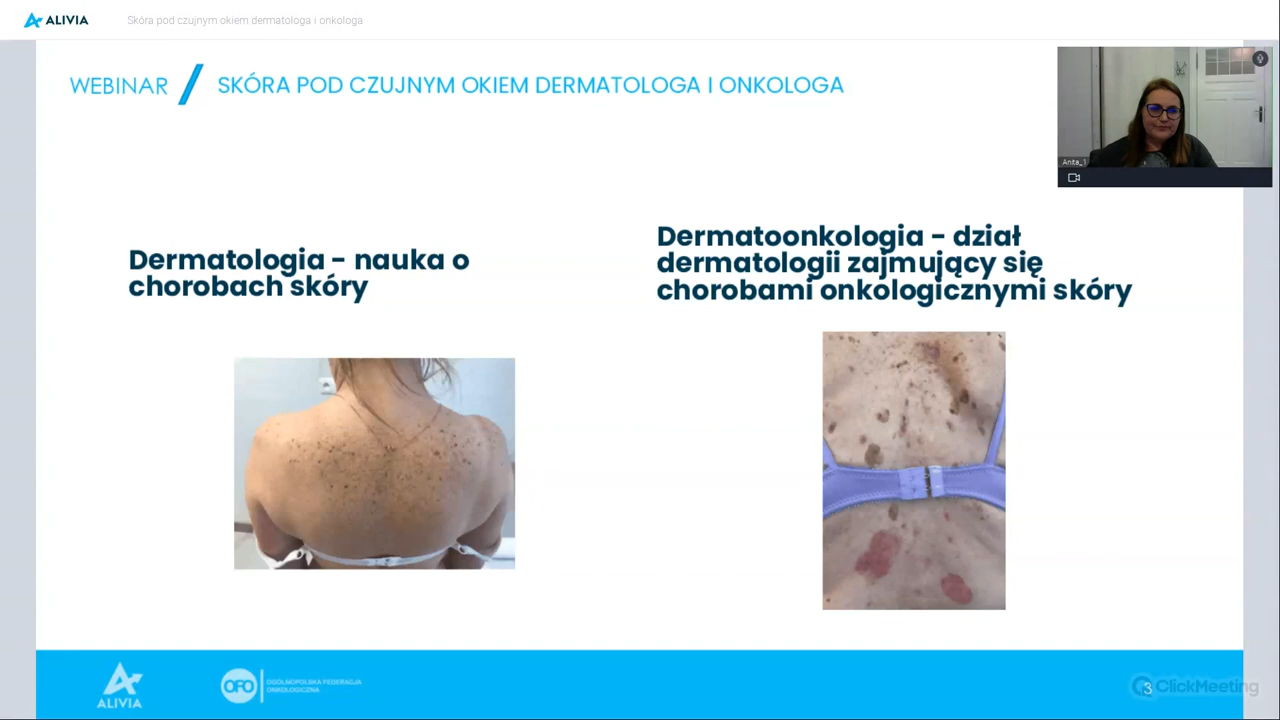 ALIVIA
Skóra pod czujnym okiem dermatologa i onkologa
WEBINAR / SKÓRA POD CZUJNYM OKIEM DERMATOLOGA I ONKOLOGA
Anita_1
Dermatologia - nauka o
chorobach skóry
Dermatoonkologia - dział
dermatologii zajmujący się
chorobami onkologicznymi skóry
ALIVIA
OFO
OGÓLNOPOLSKA FEDERACJA
ONKOLOGICZNA
3
ClickMeeting